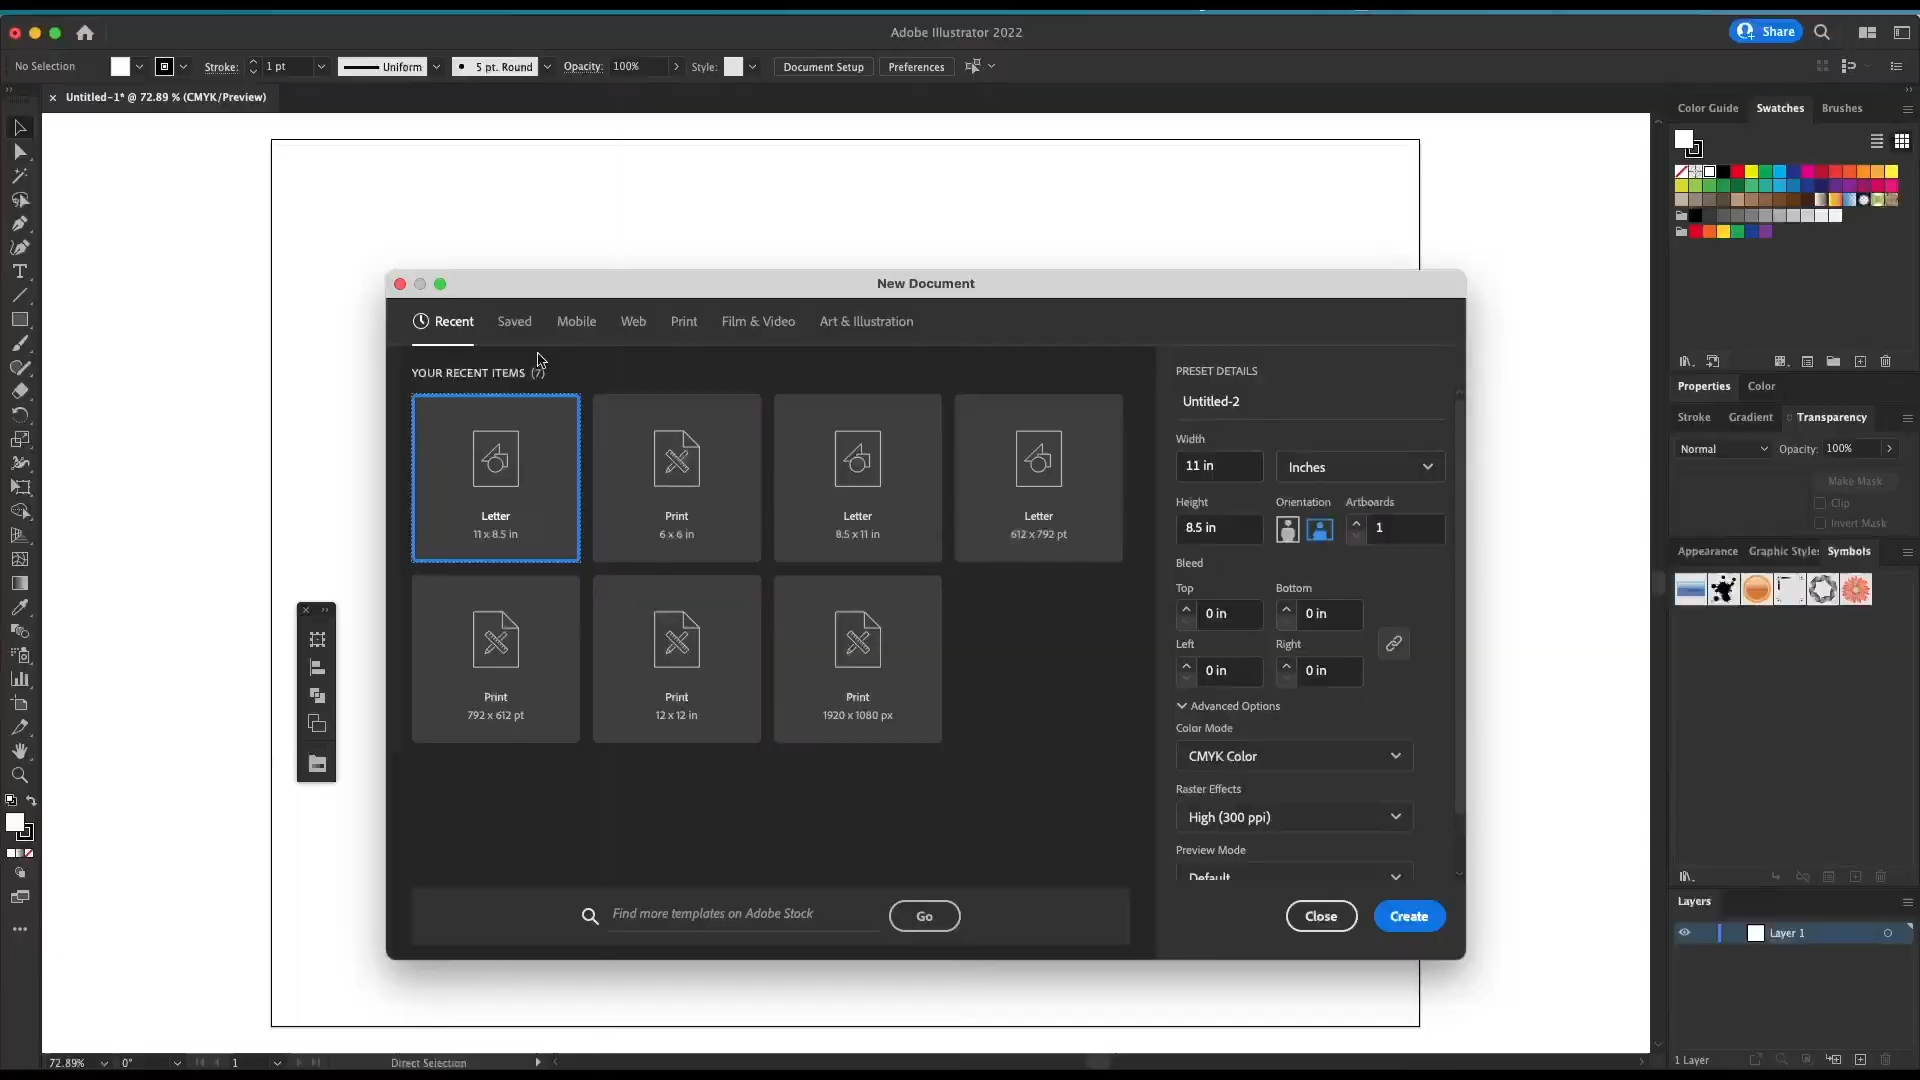 Adobe Illustrator 2022
Share
No Selection
Stroke:
1 pt
Uniform
5 pt. Round
Opacity:
100%
Style:
Document Setup
Preferences
Untitled-1* @ 72.89 % (CMYK/Preview)
Color Guide
Swatches
Brushes
New Document
Recent
Saved
Mobile
Web
Print
Film & Video
Art & Illustration
YOUR RECENT ITEMS (7)
Letter
11 x 8.5 in
Print
6 x 6 in
Letter
8.5 x 11 in
Letter
612 x 792 pt
Print
792 x 612 pt
Print
12 x 12 in
Print
1920 x 1080 px
Find more templates on Adobe Stock
Go
PRESET DETAILS
Untitled-2
Width
11 in
Inches
Height
Orientation
Artboards
8.5 in
1
Bleed
Top
Bottom
0 in
0 in
Left
Right
0 in
0 in
Advanced Options
Color Mode
CMYK Color
Raster Effects
High (300 ppi)
Preview Mode
Default
Close
Create
Properties
Color
Stroke
Gradient
Transparency
Normal
Opacity:
100%
Make Mask
Clip
Invert Mask
Appearance
Graphic Styles
Symbols
Layers
Layer 1
1 Layer
72.89%
0°
1
Direct Selection